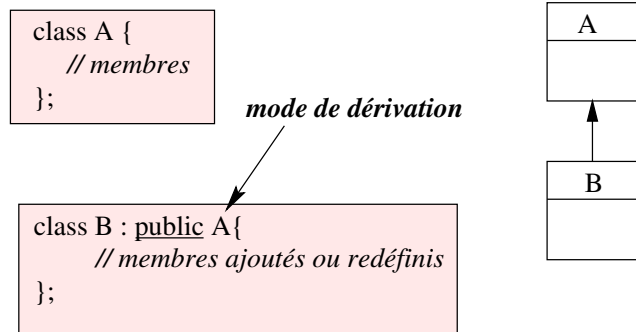 class A {
// membres
};
mode de dérivation
class B : public A{
// membres ajoutés ou redéfinis
};
A
B